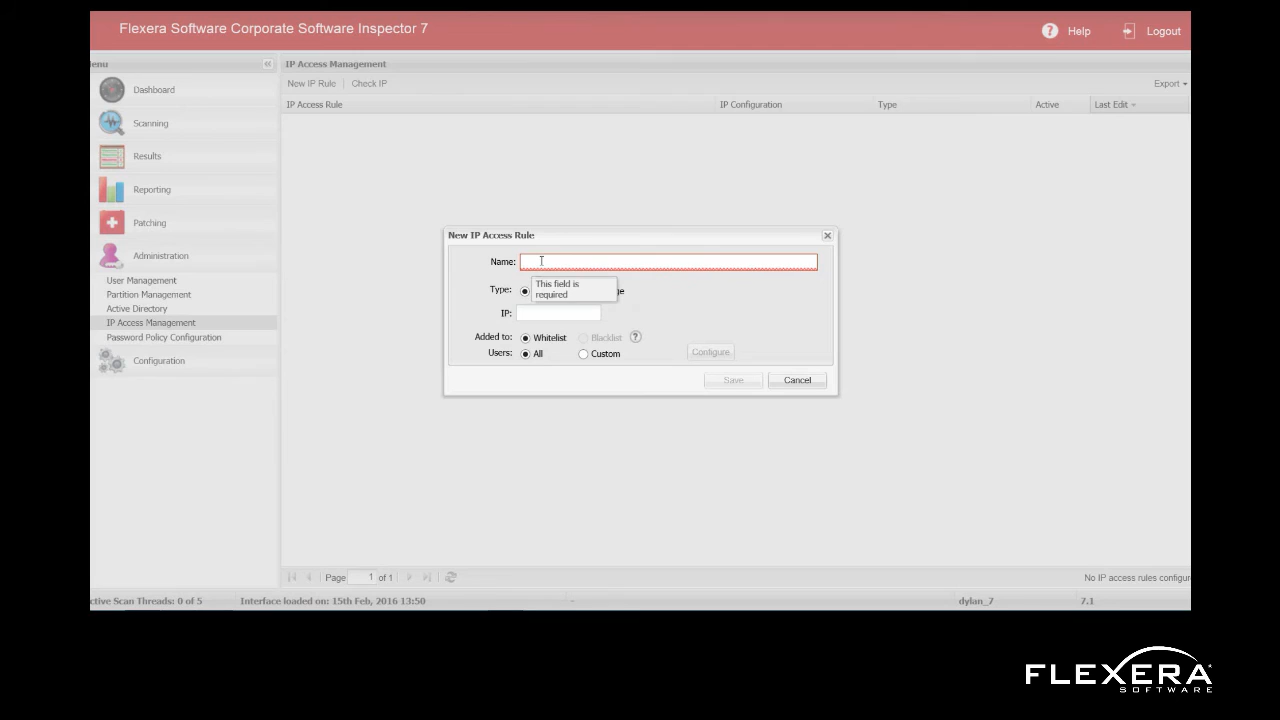 Flexera Software Corporate Software Inspector 7
Help
Logout
enu
IP Access Management
Dashboard
Scanning
Results
Reporting
Patching
Administration
User Management
Partition Management
Active Directory
IP Access Management
Password Policy Configuration
Configuration
New IP Rule
Check IP
Export
IP Access Rule
IP Configuration
Type
Active
Last Edit
New IP Access Rule
Name:
This field is
required
Type:
ge
IP:
Added to:
Whitelist
Blacklist
?
Users:
All
Custom
Configure
Save
Cancel
Page 1 of 1
No IP access rules configur
ctive Scan Threads: 0 of 5
Interface loaded on: 15th Feb, 2016 13:50
-
dylan_7
7.1
FLEXERA
SOFTWARE